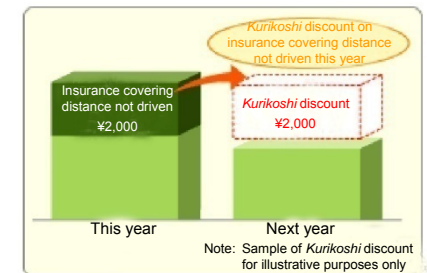 Kurikoshi discount on
insurance covering distance
not driven this year
Insurance covering
distance not driven
¥2,000
Kurikoshi discount
¥2,000
This year
Next year
Note: Sample of Kurikoshi discount
for illustrative purposes only